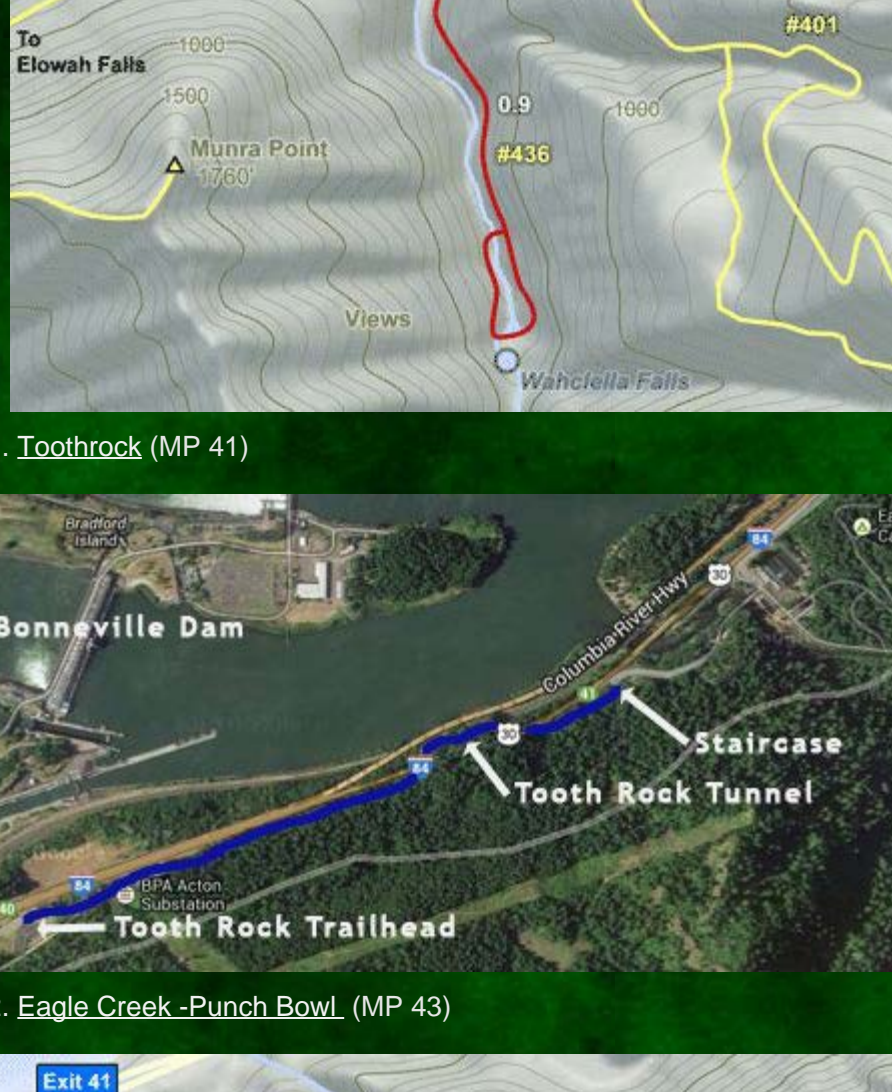 To
Elowah Falls
1000
1500
Munra Point
1760'
0.9
#436
1000
#401
Views
Wahclella Falls
. Toothrock (MP 41)
Bradford
Island
Bonneville Dam
84
30
Columbia River Hwy
41
Staircase
30
84
Tooth Rock Tunnel
84
BPA Acton
Substation
40
Tooth Rock Trailhead
. Eagle Creek -Punch Bowl (MP 43)
Exit 41